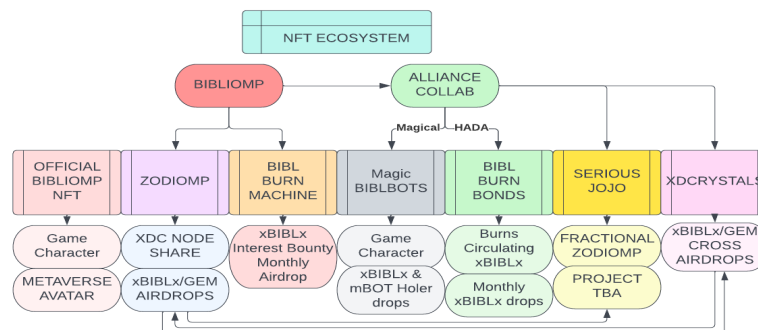 NFT ECOSYSTEM
BIBLIOMP
ALLIANCE
COLLAB
Magical
HADA
OFFICIAL
BIBLIOMP
NFT
ZODIOMP
BIBL
BURN
MACHINE
Magic
BIBLBOTS
BIBL
BURN
BONDS
SERIOUS
JOJO
XDCRYSTALS
Game
Character
METAVERSE
AVATAR
XDC NODE
SHARE
xBIBLx/GEM
AIRDROPS
xBIBLx
Interest Bounty
Monthly
Airdrop
Game
Character
xBIBLx &
mBOT Holer
drops
Burns
Circulating
xBIBLx
Monthly
xBIBLx drops
FRACTIONAL
ZODIOMP
PROJECT
TBA
xBIBLx/GEM
CROSS
AIRDROPS